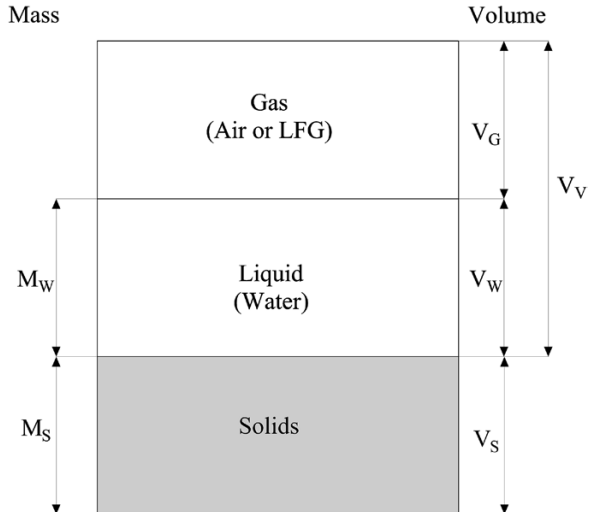 Mass
Volume
Gas
(Air or LFG)
V_G
V_V
M_W
Liquid
(Water)
V_W
M_S
Solids
V_S